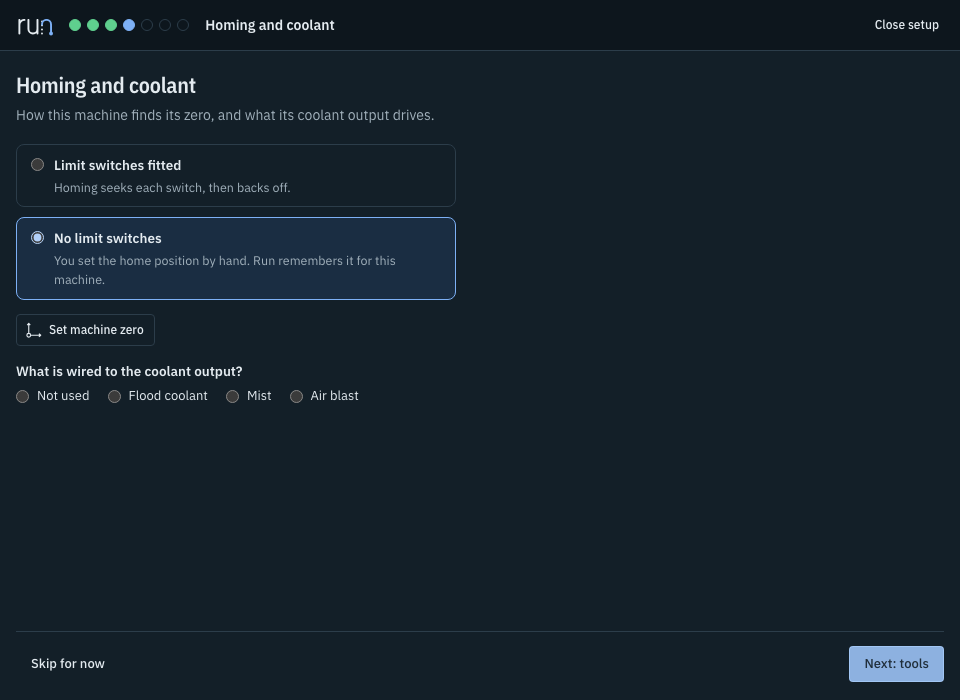 run
Homing and coolant
Close setup
Homing and coolant
How this machine finds its zero, and what its coolant output drives.
Limit switches fitted
Homing seeks each switch, then backs off.
No limit switches
You set the home position by hand. Run remembers it for this
machine.
Set machine zero
What is wired to the coolant output?
Not used
Flood coolant
Mist
Air blast
Skip for now
Next: tools